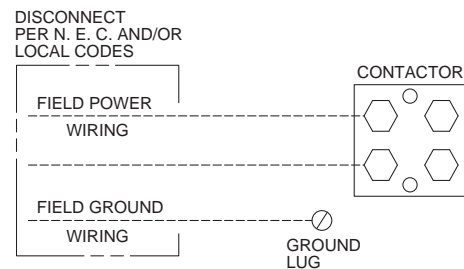 DISCONNECT
PER N. E. C. AND/OR
LOCAL CODES
CONTACTOR
FIELD POWER
WIRING
FIELD GROUND
WIRING
GROUND
LUG